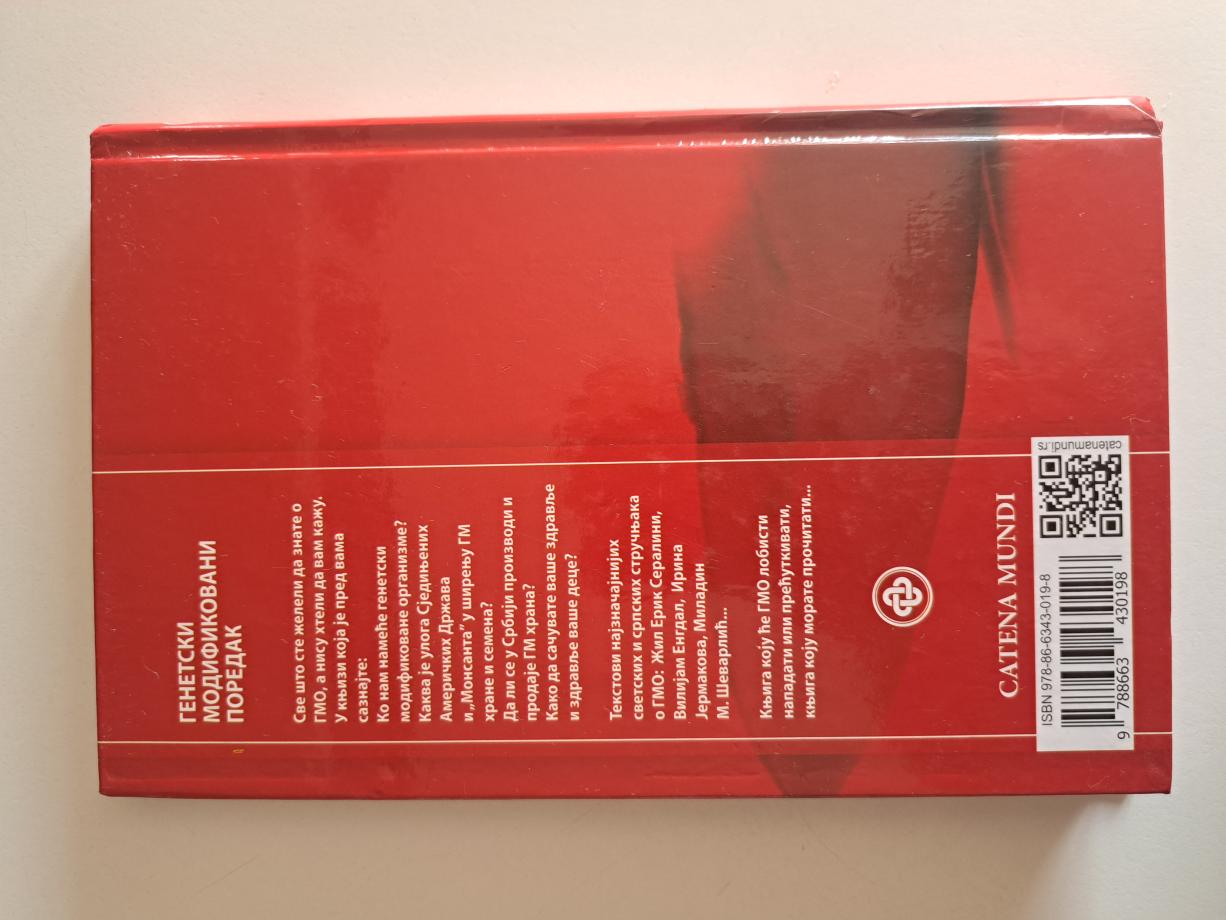 ГЕНЕТСКИ
МОДИФИКОВАНИ
ПОРЕДАК
Све што сте желели да знате о
ГМО, а нису хтели да вам кажу.
У књизи која је пред вама
сазнајте:
Ко нам намеће генетски
модификоване организме?
Каква је улога Сједињених
Америчких Држава
и „Монсанта” у ширењу ГМ
хране и семена?
Да ли се у Србији производи и
продаје ГМ храна?
Како да сачувате ваше здравље
и здравље ваше деце?
Текстови најзначајнијих
светских и српских стручњака
о ГМО: Жил Ерик Сералини,
Вилијам Енгдал, Ирина
Јермакова, Миладин
М. Шеварлић...
Књига коју ће ГМО лобисти
нападати или прећуткивати,
књига коју морате прочитати...
CATENA MUNDI
ISBN 978-86-6343-019-8
9 788663 430198
catenamundi.rs